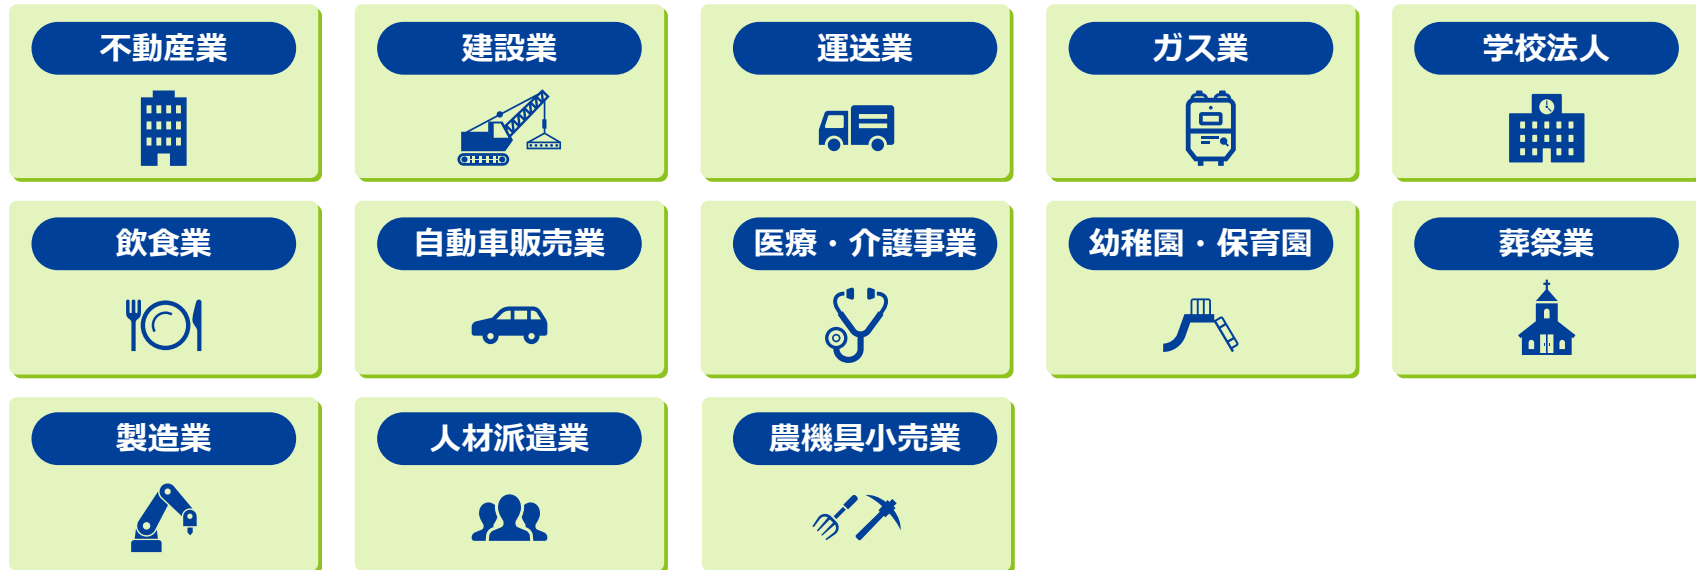 不動産業
建設業
運送業
ガス業
学校法人
飲食業
自動車販売業
医療・介護事業
幼稚園・保育園
葬祭業
製造業
人材派遣業
農機具小売業